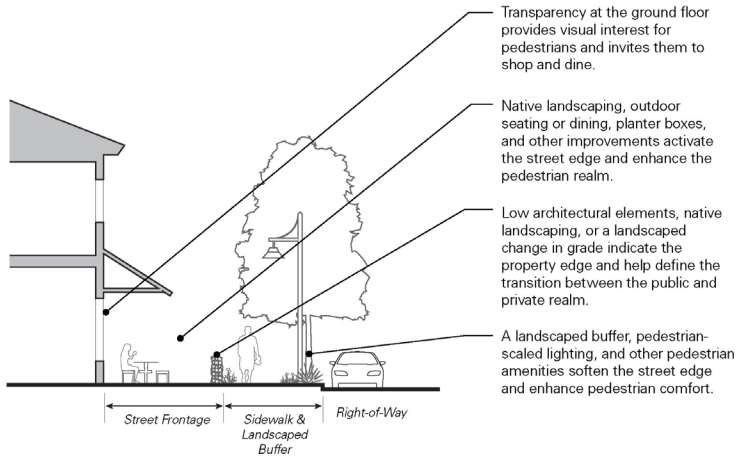 Transparency at the ground floor
provides visual interest for
pedestrians and invites them to
shop and dine.
Native landscaping, outdoor
seating or dining, planter boxes,
and other improvements activate
the street edge and enhance the
pedestrian realm.
Low architectural elements, native
landscaping, or a landscaped
change in grade indicate the
property edge and help define the
transition between the public and
private realm.
A landscaped buffer, pedestrian-
scaled lighting, and other pedestrian
amenities soften the street edge
and enhance pedestrian comfort.
Street Frontage
Sidewalk &
Landscaped
Buffer
Right-of-Way